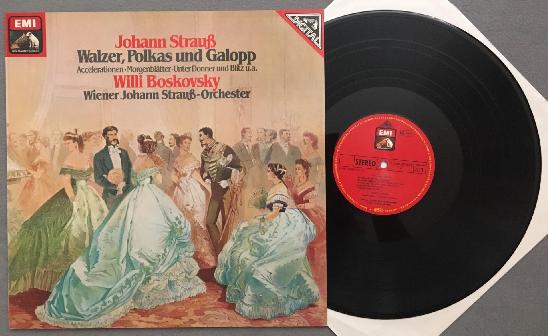 EMI
DIGITAL
Johann Strauß
Walzer, Polkas und Galopp
Accelerationen · Morgenblätter · Unter Donner und Blitz u.a.
Willi Boskovsky
Wiener Johann Strauß-Orchester
EMI
STEREO